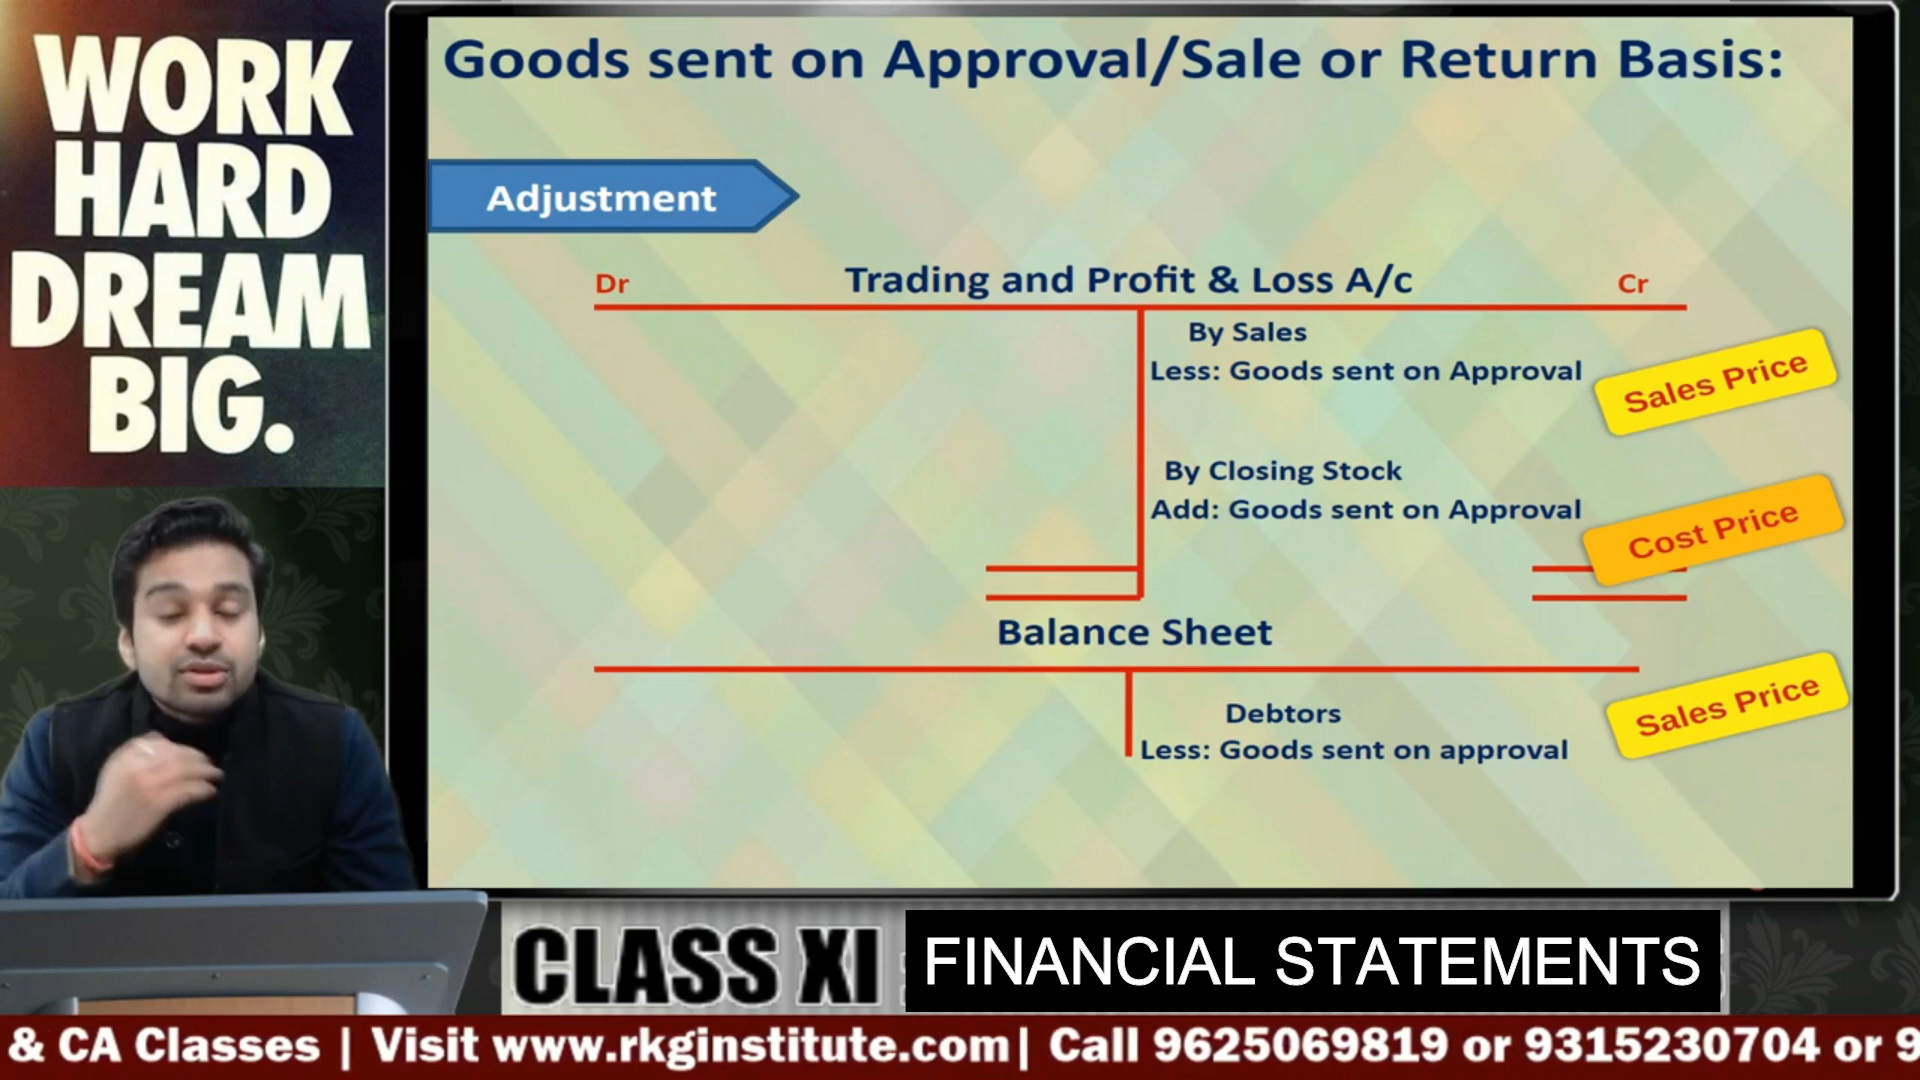 WORK
HARD
DREAM
BIG.
Goods sent on Approval/Sale or Return Basis:
Adjustment
Dr Trading and Profit & Loss A/c Cr
By Sales
Less: Goods sent on Approval
Sales Price
By Closing Stock
Add: Goods sent on Approval
Cost Price
Balance Sheet
Debtors
Less: Goods sent on approval
Sales Price
CLASS XI FINANCIAL STATEMENTS
& CA Classes | Visit www.rkginstitute.com| Call 9625069819 or 9315230704 or 9